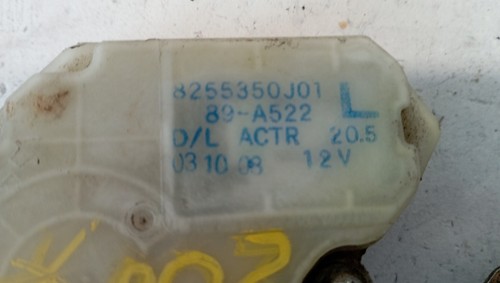 8255350J01
89-A522 L
D/L ACTR 20.5
03 10 08 12V